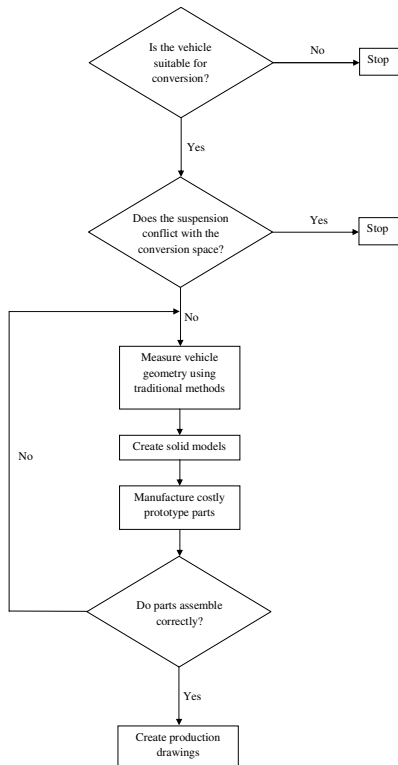 Is the vehicle
suitable for
conversion?
No
Stop
Yes
Does the suspension
conflict with the
conversion space?
Yes
Stop
No
Measure vehicle
geometry using
traditional methods
Create solid models
No
Manufacture costly
prototype parts
Do parts assemble
correctly?
Yes
Create production
drawings